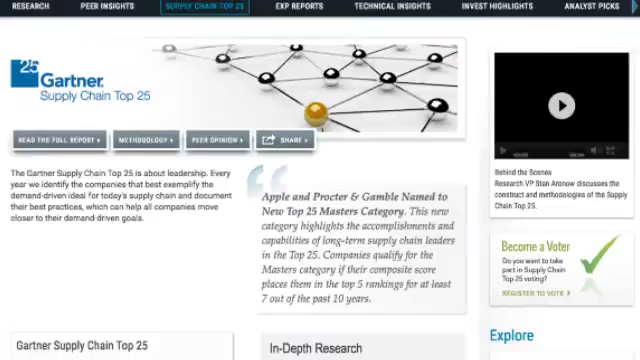 RESEARCH PEER INSIGHTS SUPPLY CHAIN TOP 25 EXP REPORTS TECHNICAL INSIGHTS INVEST HIGHLIGHTS ANALYST PICKS
25
Gartner
Supply Chain Top 25
READ THE FULL REPORT METHODOLOGY PEER OPINION SHARE
The Gartner Supply Chain Top 25 is about leadership. Every
year we identify the companies that best exemplify the
demand-driven ideal for today's supply chain and document
their best practices, which can help all companies move
closer to their demand-driven goals.
Apple and Procter & Gamble Named to
New Top 25 Masters Category. This new
category highlights the accomplishments and
capabilities of long-term supply chain leaders
in the Top 25. Companies qualify for the
Masters category if their composite score
places them in the top 5 rankings for at least
7 out of the past 10 years.
Behind the Scenes
Research VP Stan Aronow discusses the
construct and methodologies of the Supply
Chain Top 25.
Become a Voter
Do you want to take
part in Supply Chain
Top 25 voting?
REGISTER TO VOTE
Gartner Supply Chain Top 25
In-Depth Research
Explore